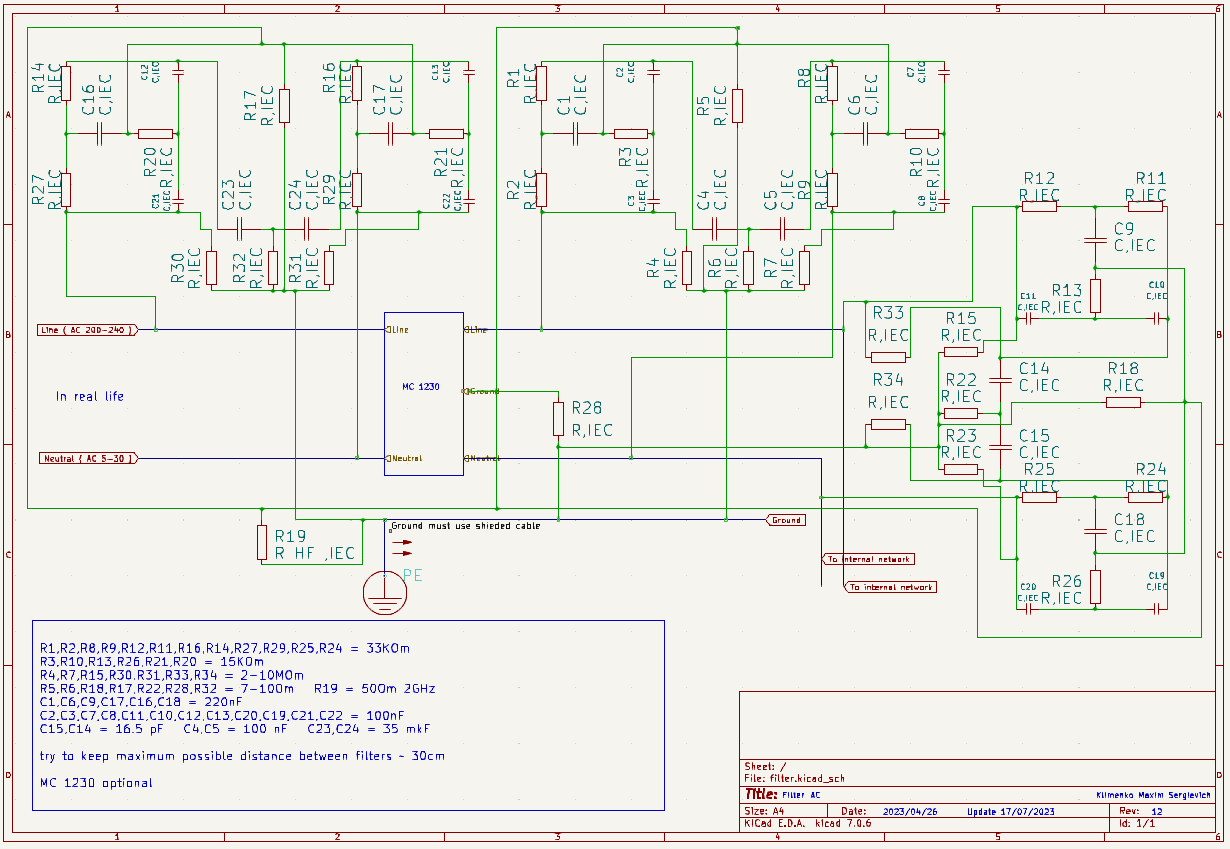 1 2 3 4 5 6
R14 R,IEC
C16 C,IEC
C12 C,IEC
R17 R,IEC
R16 R,IEC
C17 C,IEC
C13 C,IEC
R1 R,IEC
C1 C,IEC
C2 C,IEC
R5 R,IEC
R8 R,IEC
C6 C,IEC
C7 C,IEC
A A
R27 R,IEC
R20 R,IEC
C21 C,IEC
C23 C,IEC
C24 C,IEC
R29 R,IEC
R21 R,IEC
C22 C,IEC
R2 R,IEC
R3 R,IEC
C3 C,IEC
C4 C,IEC
C5 C,IEC
R9 R,IEC
R10 R,IEC
C8 C,IEC
R30 R,IEC
R32 R,IEC
R31 R,IEC
R4 R,IEC
R6 R,IEC
R7 R,IEC
R12 R,IEC
R11 R,IEC
C9 C,IEC
R13 R,IEC
C11 C,IEC
C10 C,IEC
B B
Line ( AC 200-240 )
Line
Line
MC 1230
Ground
In real life
R28
R,IEC
R33
R,IEC
R34
R,IEC
R15
R,IEC
R22
R,IEC
R23
R,IEC
C14
C,IEC
C15
C,IEC
R18
R,IEC
Neutral ( AC 5-30 )
Neutral
Neutral
R25
R,IEC
R24
R,IEC
C18
C,IEC
R26
R,IEC
C20
C,IEC
C19
C,IEC
Ground
Ground must use shieded cable
R19
R HF ,IEC
C C
To internal network
To internal network
PE
R1,R2,R8,R9,R12,R11,R16,R14,R27,R29,R25,R24 = 33KOm
R3,R10,R13,R26,R21,R20 = 15KOm
R4,R7,R15,R30.R31,R33,R34 = 2-10MOm
R5,R6,R18,R17,R22,R28,R32 = 7-10Om R19 = 50Om 2GHz
C1,C6,C9,C17,C16,C18 = 220nF
C2,C3,C7,C8,C11,C10,C12,C13,C20,C19,C21,C22 = 100nF
C15,C14 = 16.5 pF C4,C5 = 100 nF C23,C24 = 35 mkF
try to keep maximum possible distance between filters ~ 30cm
MC 1230 optional
D D
Sheet: /
File: filter.kicad_sch
Title: Filter AC
Klimenko Maxim Sergievich
Size: A4 Date: 2023/04/26 Update 17/07/2023 Rev: 12
KiCad E.D.A. kicad 7.0.6 Id: 1/1
1 2 3 4 5 6